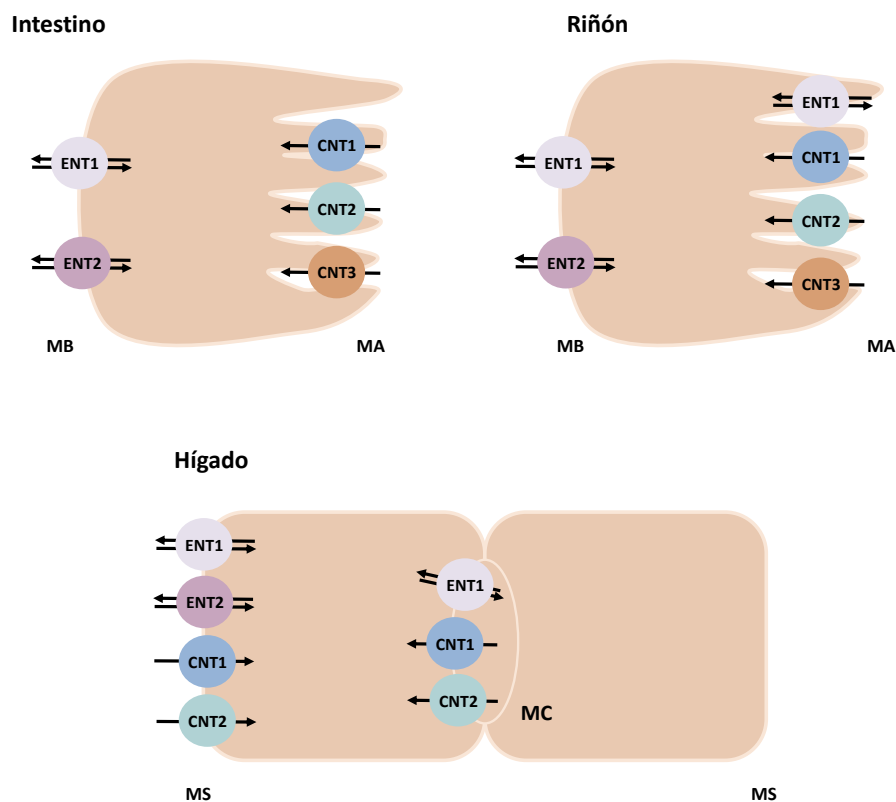 Intestino
Riñón
ENT1
ENT2
CNT1
CNT2
CNT3
MB
MA
ENT1
ENT2
ENT1
CNT1
CNT2
CNT3
MB
MA
Hígado
ENT1
ENT2
CNT1
CNT2
ENT1
CNT1
CNT2
MC
MS
MS